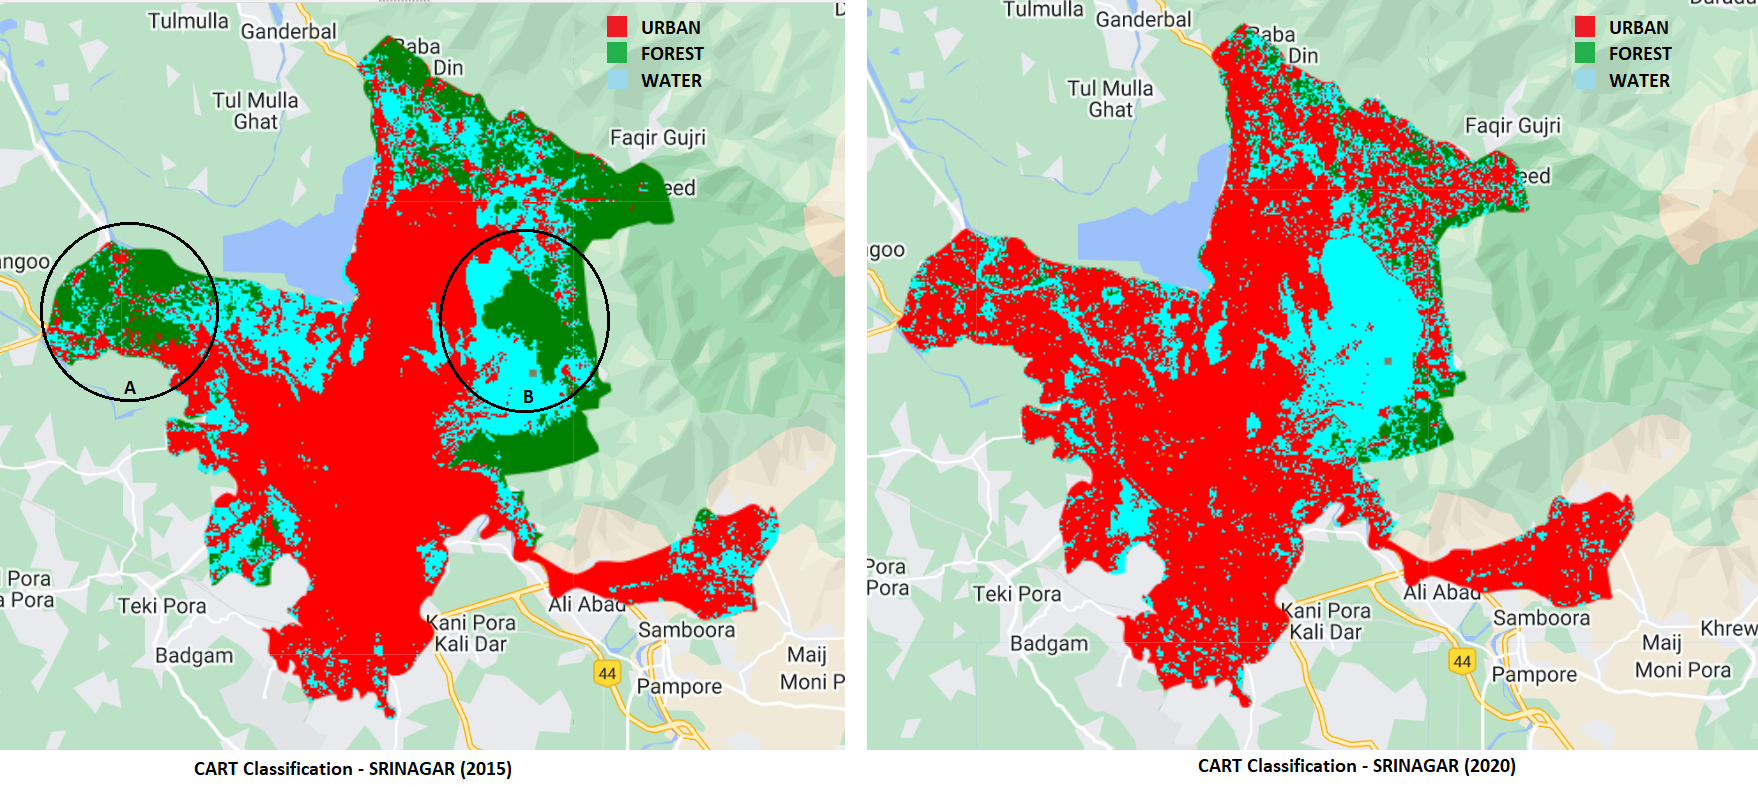 Tulmulla
Ganderbal
URBAN
FOREST
WATER
Baba
Din
Tul Mulla
Ghat
Faqir Gujri
eed
angoo
A
B
Pora
a Pora
Teki Pora
Badgam
Ali Abad
Kani Pora
Kali Dar
Samboora
44
Pampore
Maij
Moni P
CART Classification - SRINAGAR (2015)
Tulmulla
Ganderbal
URBAN
FOREST
WATER
Baba
Din
Tul Mulla
Ghat
Faqir Gujri
eed
goo
Pora
Pora
Teki Pora
Badgam
Ali Abad
Kani Pora
Kali Dar
Samboora
44
Pampore
Khrew
Maij
Moni Pora
CART Classification - SRINAGAR (2020)